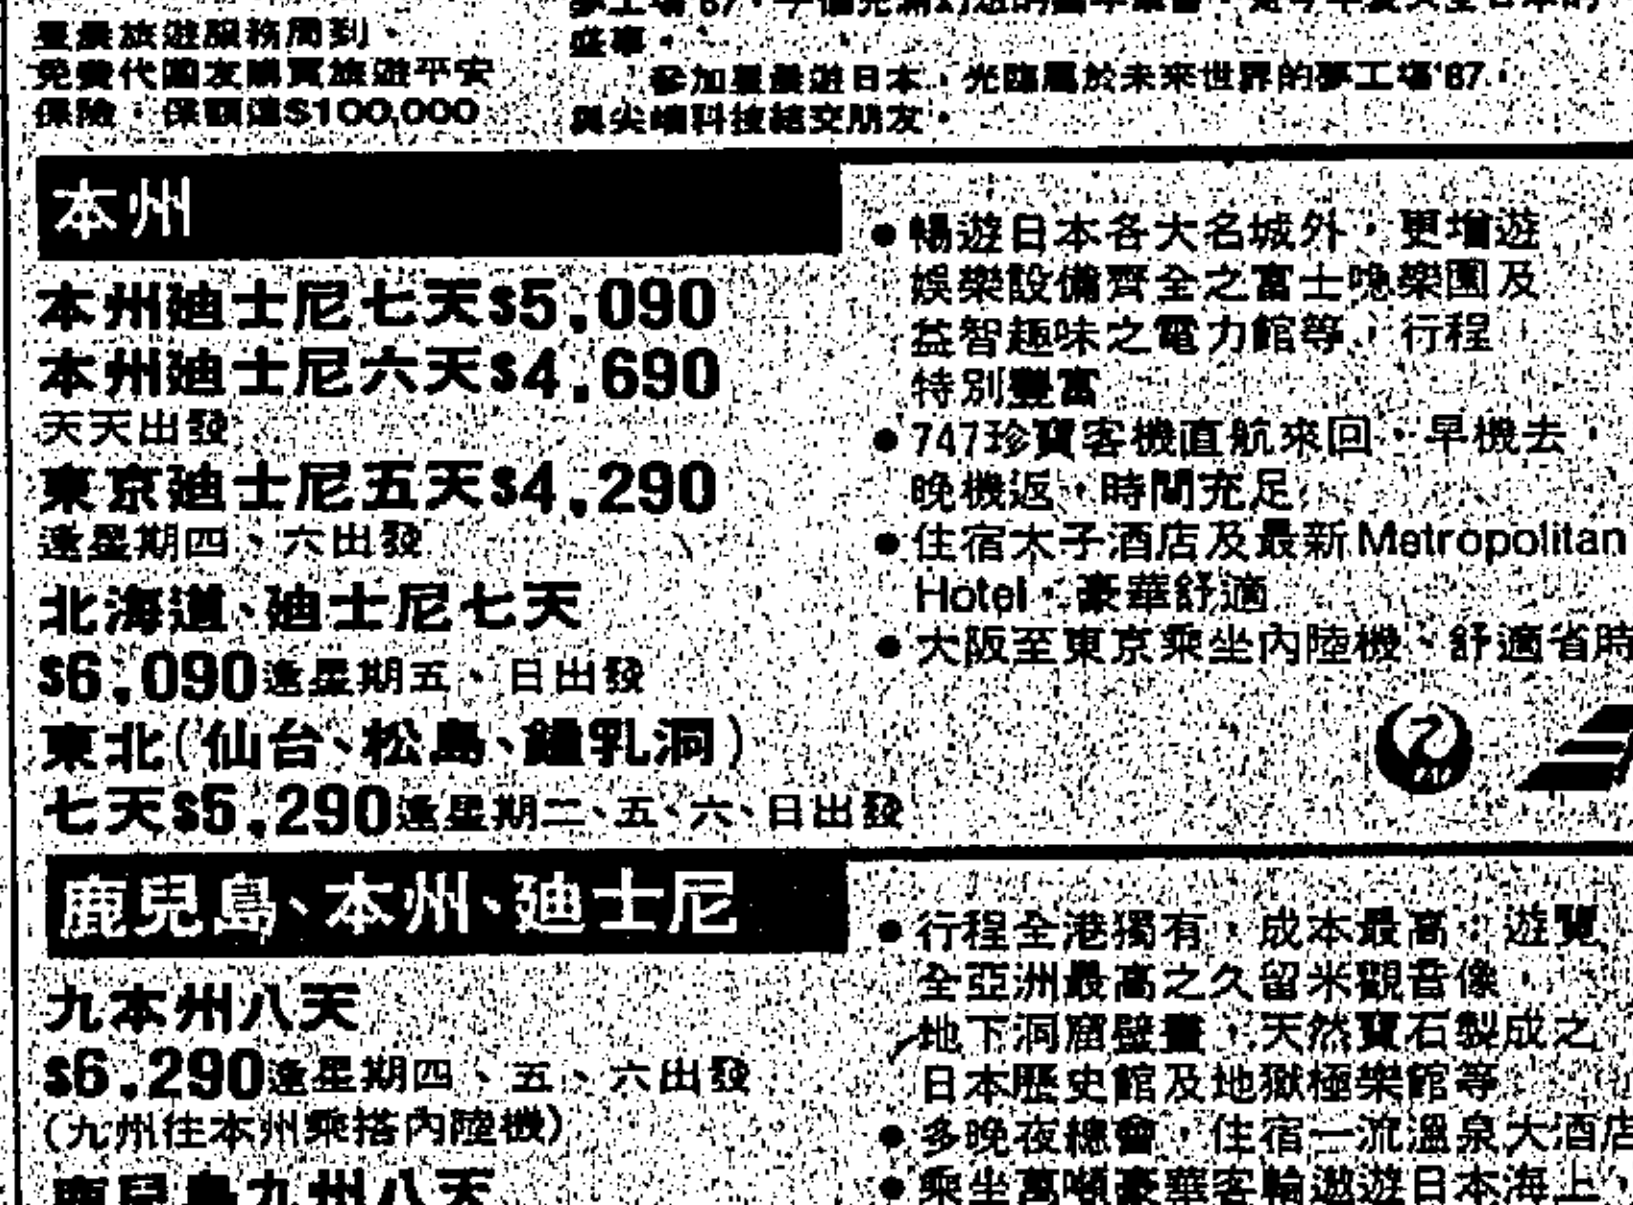 夢工場'87
星晨旅遊服務周到,
免費代團友購買旅遊平安
保險,保額達$100,000
盛事。
參加星晨遊日本,光臨屬於未來世界的夢工場'87,
與尖端科技結交朋友。
本州
本州廸士尼七天$5,090
本州廸士尼六天$4,690
天天出發
東京廸士尼五天$4,290
逢星期四、六出發
北海道、廸士尼七天
$6,090逢星期五、日出發
東北(仙台、松島、鐘乳洞)
七天$5,290逢星期二、五、六、日出發
●暢遊日本各大名城外,更增遊
娛樂設備齊全之富士晚樂園及
益智趣味之電力館等,行程
特別豐富
●747珍寶客機直航來回,早機去,
晚機返,時間充足
●住宿太子酒店及最新Metropolitan
Hotel,豪華舒適
●大阪至東京乘坐內陸機、舒適省時
JAL
鹿兒島、本州、廸士尼
九本州八天
$6,290逢星期四、五、六出發
(九州往本州乘搭內陸機)
鹿兒島九州八天
●行程全港獨有,成本最高,遊覽
全亞洲最高之久留米觀音像,
地下洞窟壁畫,天然寶石製成之
日本歷史館及地獄極樂館等
●多晚夜總會,住宿一流溫泉大酒店
●乘坐萬噸豪華客輪遨遊日本海上,